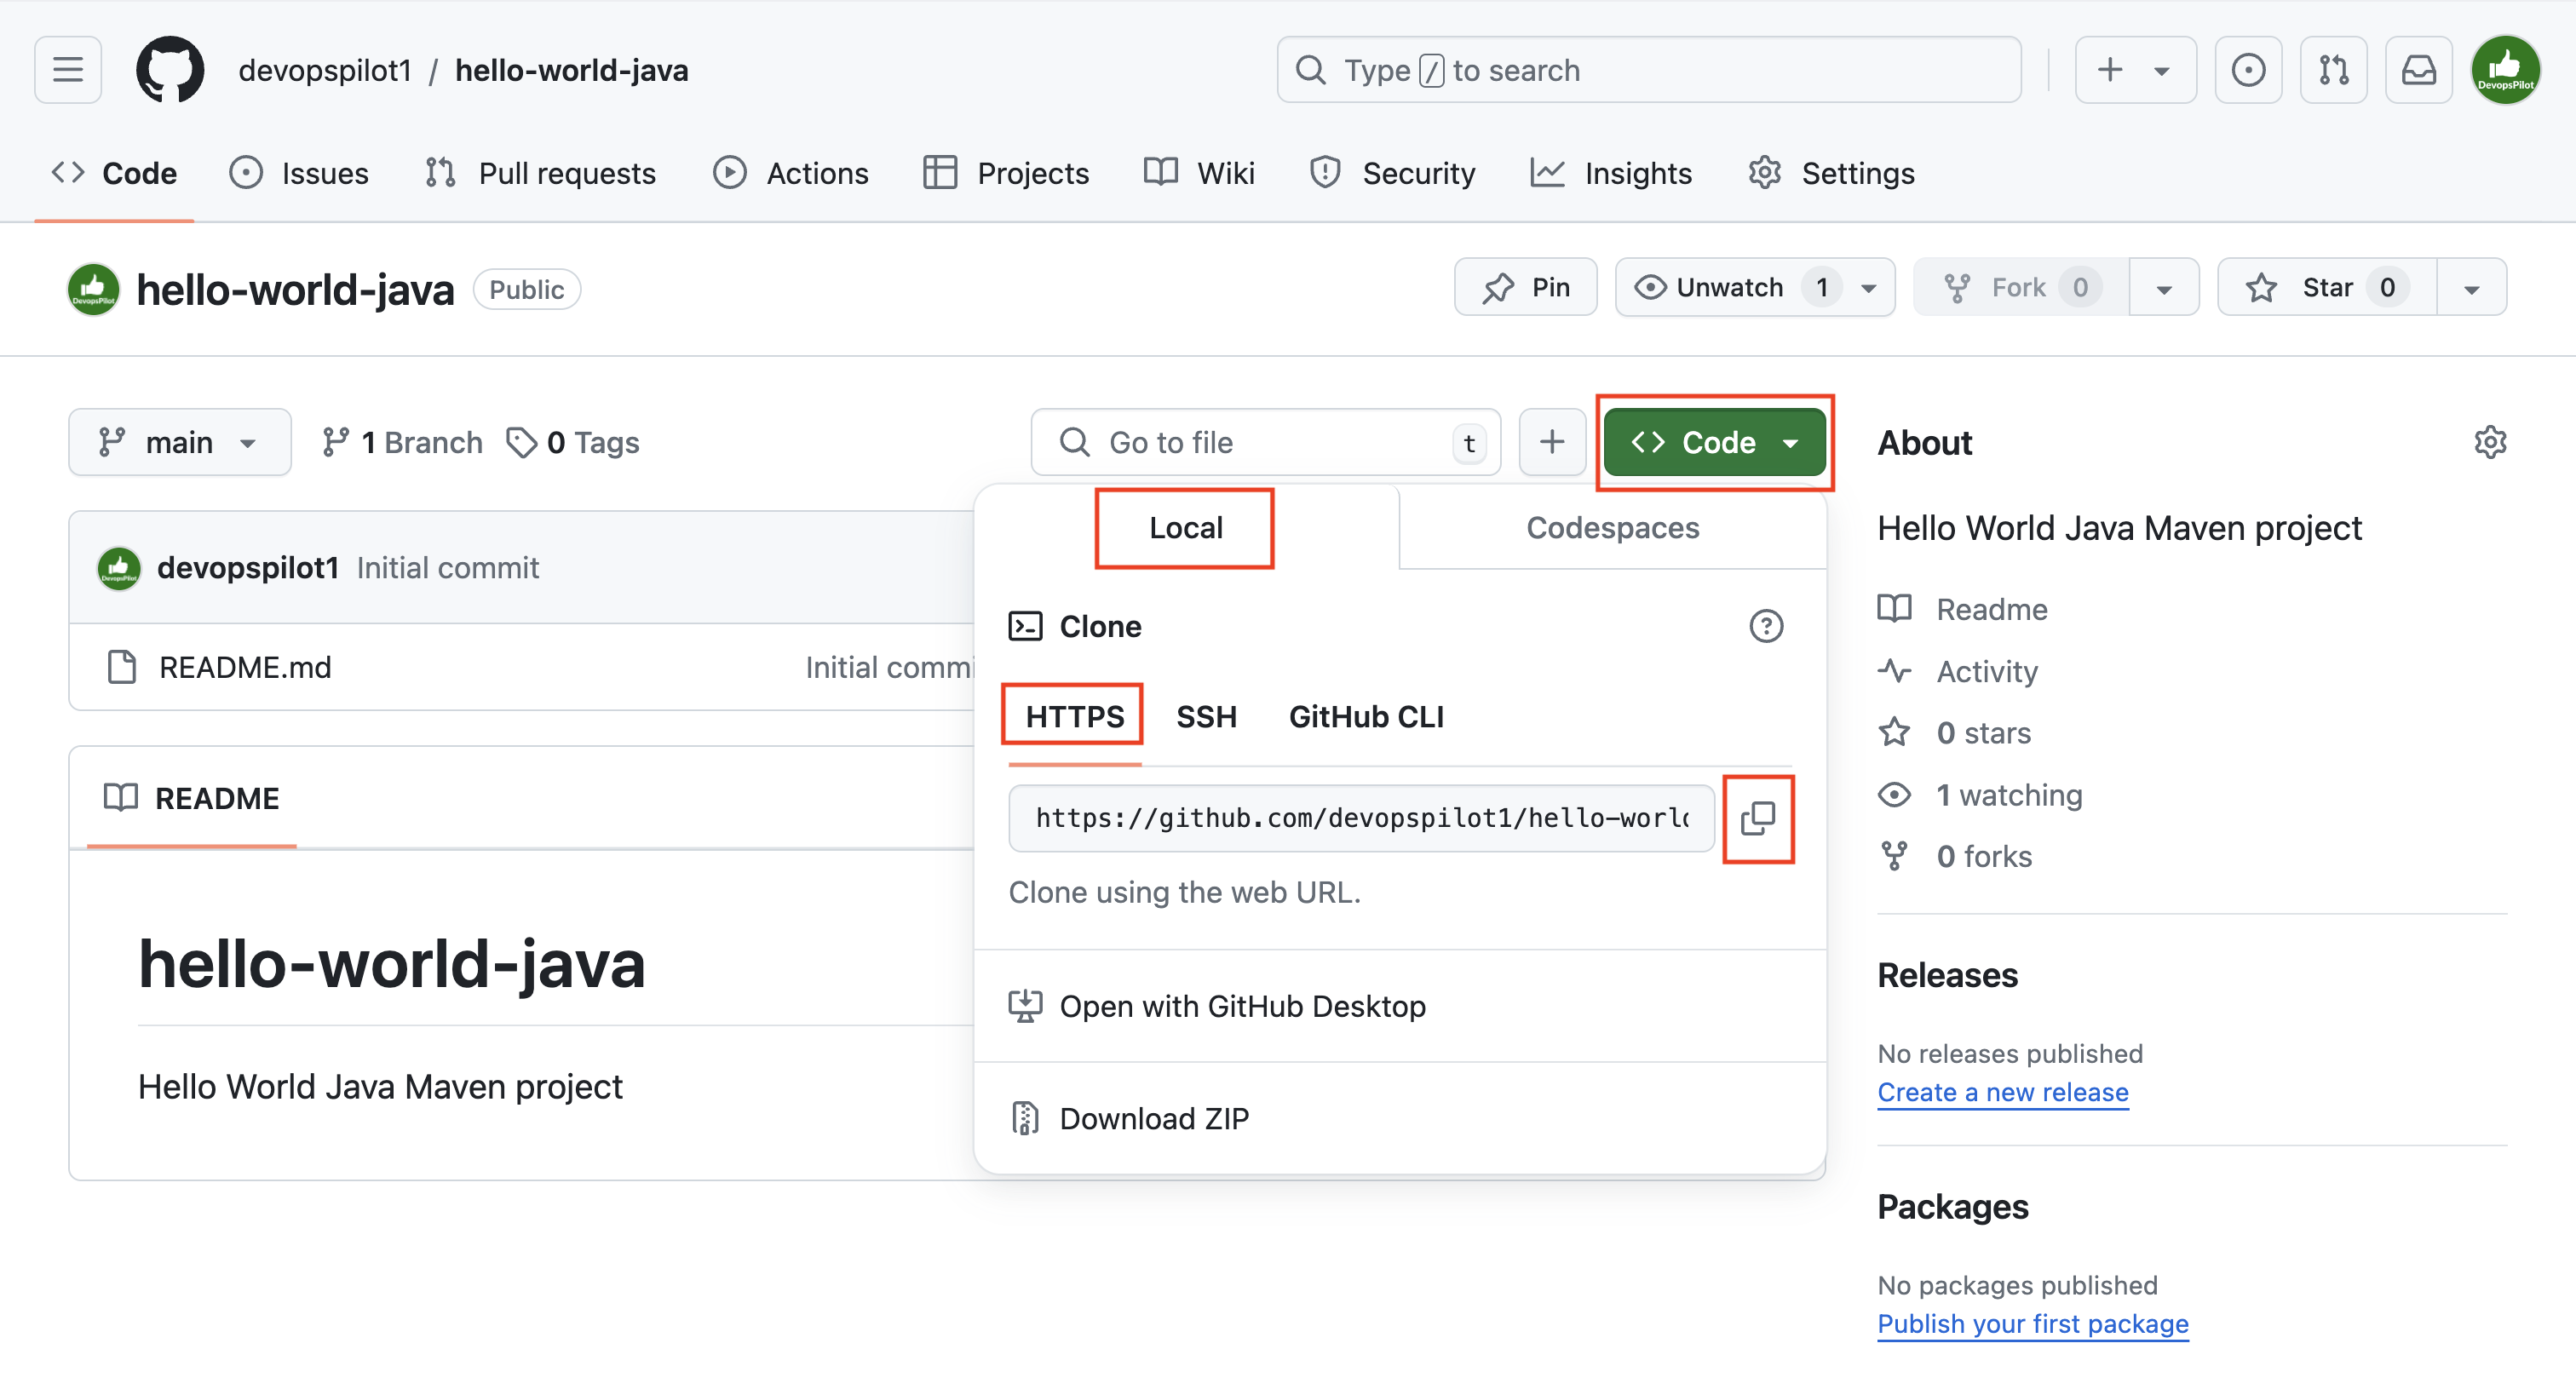 devopspilot1 / hello-world-java
Type / to search
DevopsPilot
Code Issues Pull requests Actions Projects Wiki Security Insights Settings
DevopsPilot
hello-world-java Public
Pin Unwatch 1 Fork 0 Star 0
main 1 Branch 0 Tags
Go to file t
Code
About
Local Codespaces
Hello World Java Maven project
DevopsPilot
devopspilot1 Initial commit
Clone
Readme
README.md Initial commi
Activity
HTTPS SSH GitHub CLI
0 stars
README
https://github.com/devopspilot1/hello-world
1 watching
0 forks
Clone using the web URL.
hello-world-java
Releases
Open with GitHub Desktop
No releases published
Create a new release
Hello World Java Maven project
Download ZIP
Packages
No packages published
Publish your first package